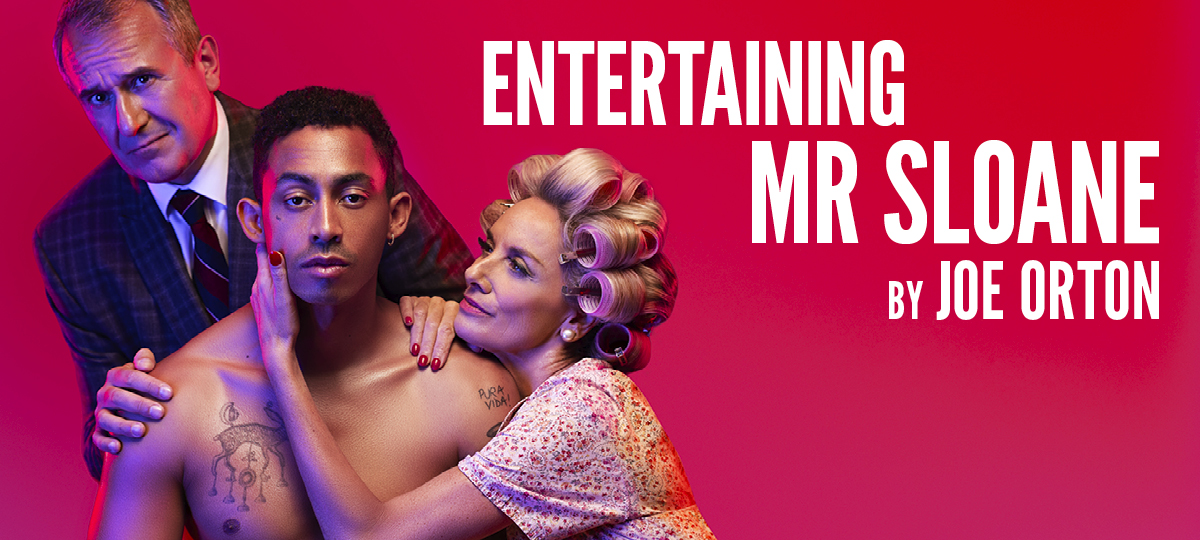 ENTERTAINING
MR SLOANE
BY JOE ORTON
PURA
VIDA!